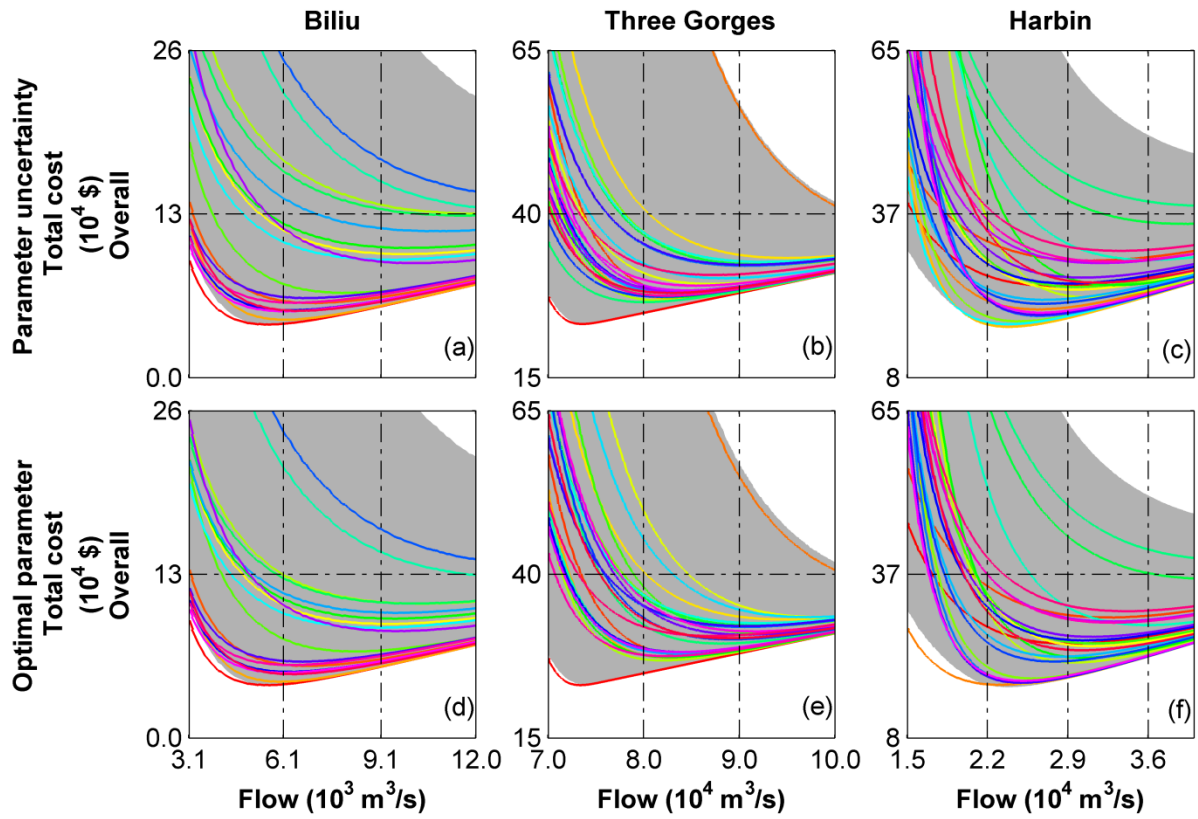 Biliu
Three Gorges
Harbin
Parameter uncertainty
Total cost
(10⁴ $)
Overall
26
13
0.0
(a)
65
40
15
(b)
65
37
8
(c)
Optimal parameter
Total cost
(10⁴ $)
Overall
26
13
0.0
(d)
65
40
15
(e)
65
37
8
(f)
3.1 6.1 9.1 12.0
7.0 8.0 9.0 10.0
1.5 2.2 2.9 3.6
Flow (10³ m³/s)
Flow (10⁴ m³/s)
Flow (10⁴ m³/s)